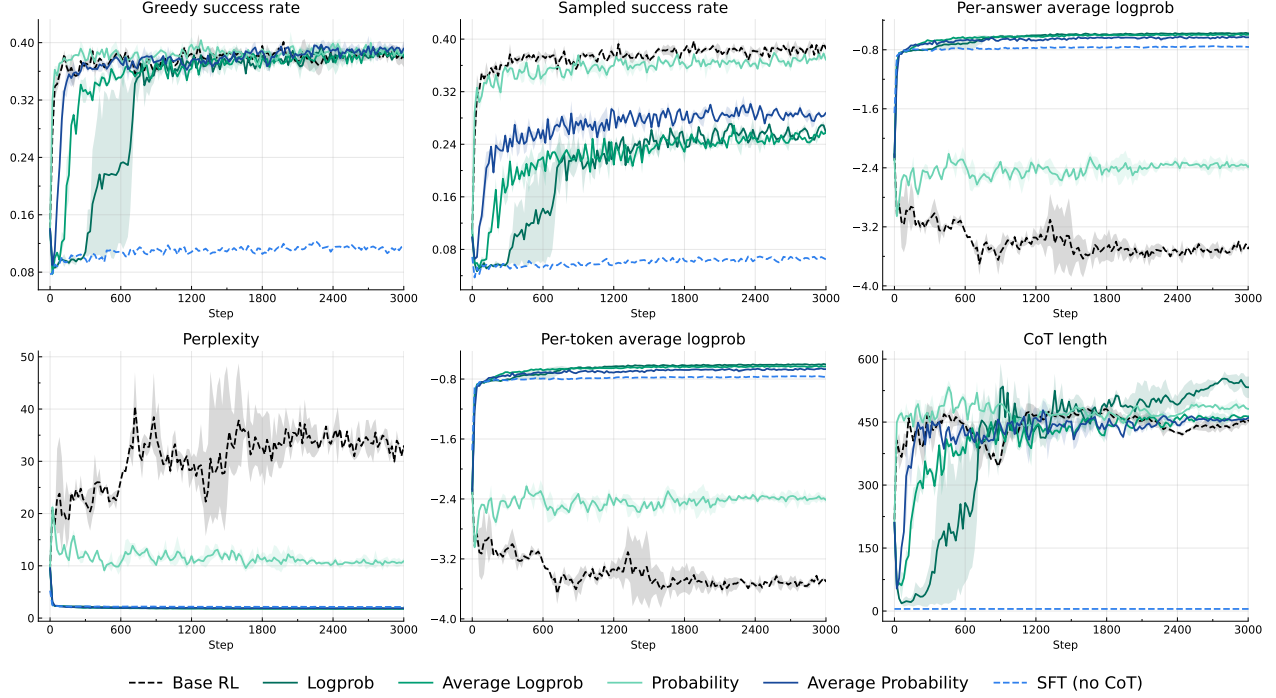 Greedy success rate
0.40
0.32
0.24
0.16
0.08
0 600 1200 1800 2400 3000
Step
Sampled success rate
0.40
0.32
0.24
0.16
0.08
0 600 1200 1800 2400 3000
Step
Per-answer average logprob
−0.8
−1.6
−2.4
−3.2
−4.0
0 600 1200 1800 2400 3000
Step
Perplexity
50
40
30
20
10
0
0 600 1200 1800 2400 3000
Step
Per-token average logprob
−0.8
−1.6
−2.4
−3.2
−4.0
0 600 1200 1800 2400 3000
Step
CoT length
600
450
300
150
0
0 600 1200 1800 2400 3000
Step
Base RL Logprob Average Logprob Probability Average Probability SFT (no CoT)